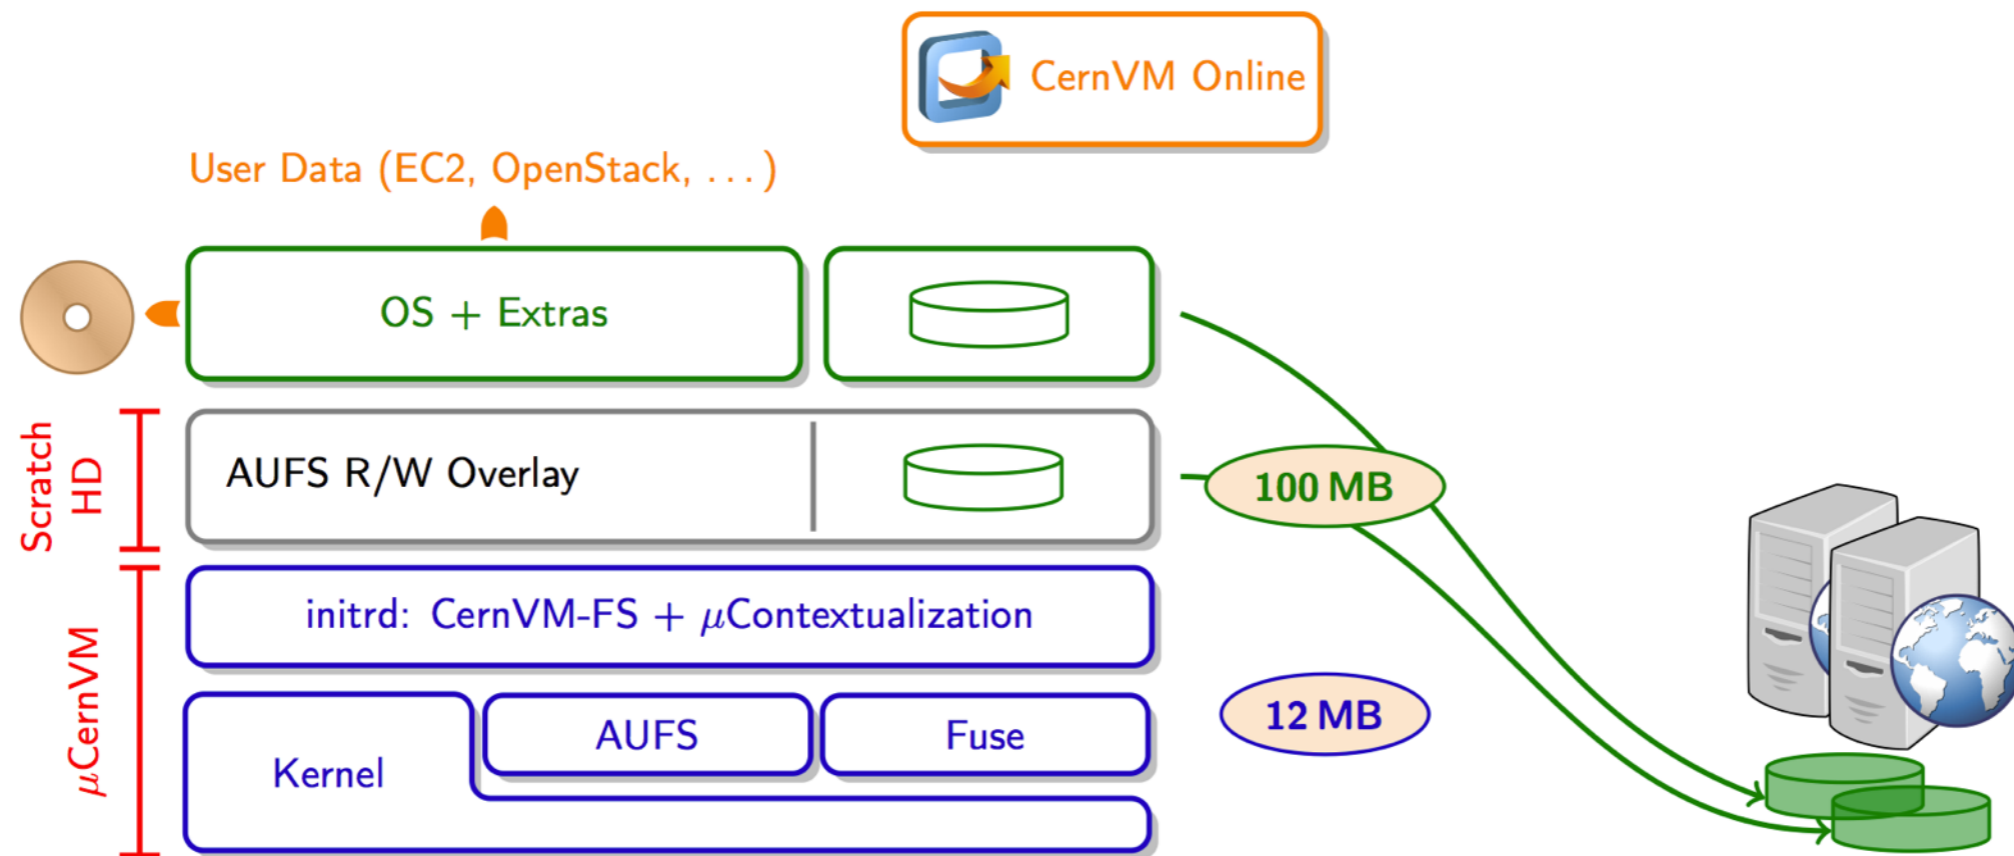 CernVM Online
User Data (EC2, OpenStack, . . . )
OS + Extras
Scratch
HD
AUFS R/W Overlay
100 MB
μCernVM
initrd: CernVM-FS + μContextualization
12 MB
AUFS
Fuse
Kernel